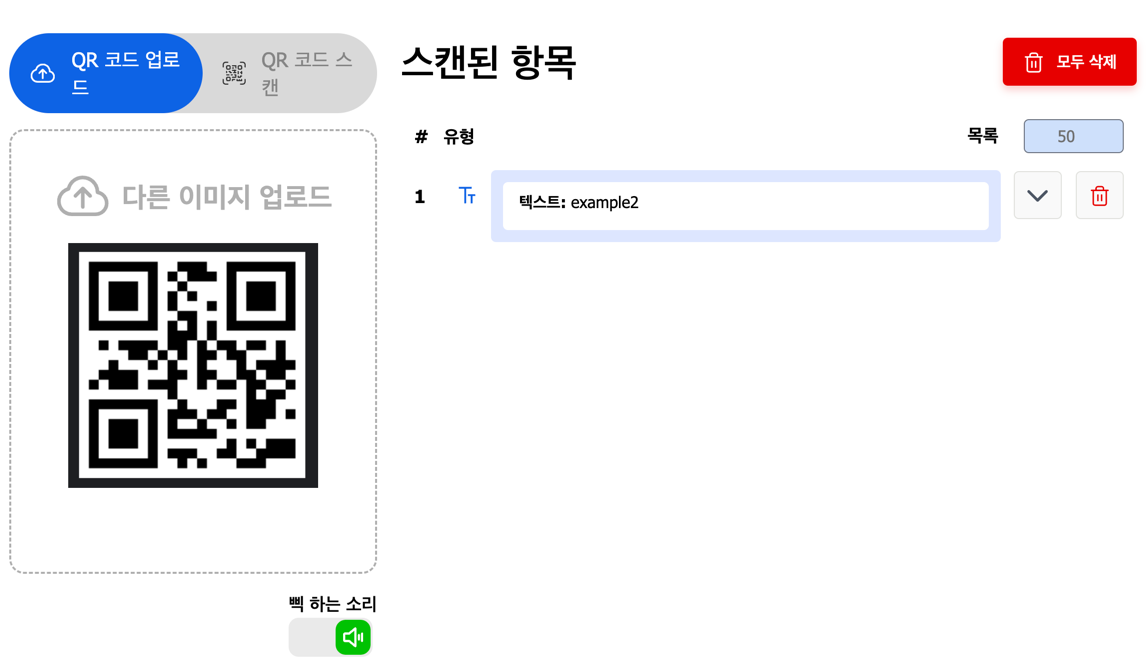 QR 코드 업로
드
QR 코드 스
캔
스캔된 항목
모두 삭제
# 유형
목록
50
다른 이미지 업로드
1
텍스트: example2
삑 하는 소리